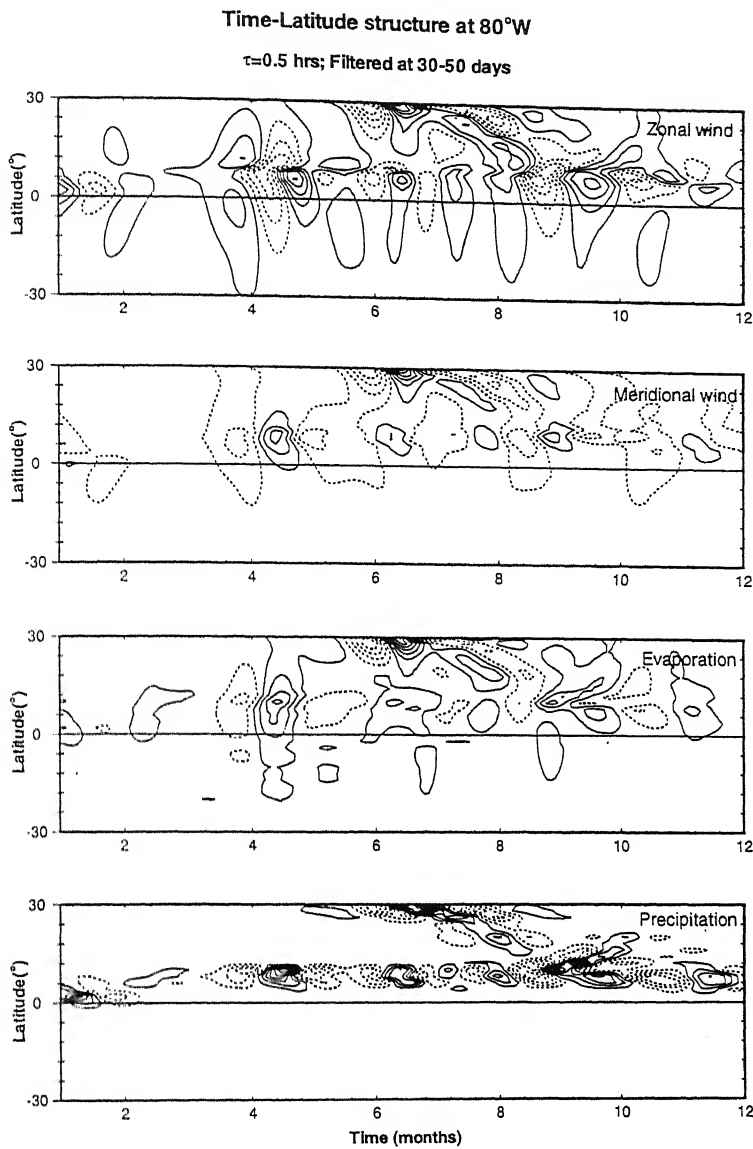 Time-Latitude structure at 80°W
τ=0.5 hrs; Filtered at 30-50 days
30
0
-30
Latitude(°)
Zonal wind
2 4 6 8 10 12
30
0
-30
Latitude(°)
Meridional wind
2 4 6 8 10 12
30
0
-30
Latitude(°)
Evaporation
2 4 6 8 10 12
30
0
-30
Latitude(°)
Precipitation
2 4 6 8 10 12
Time (months)